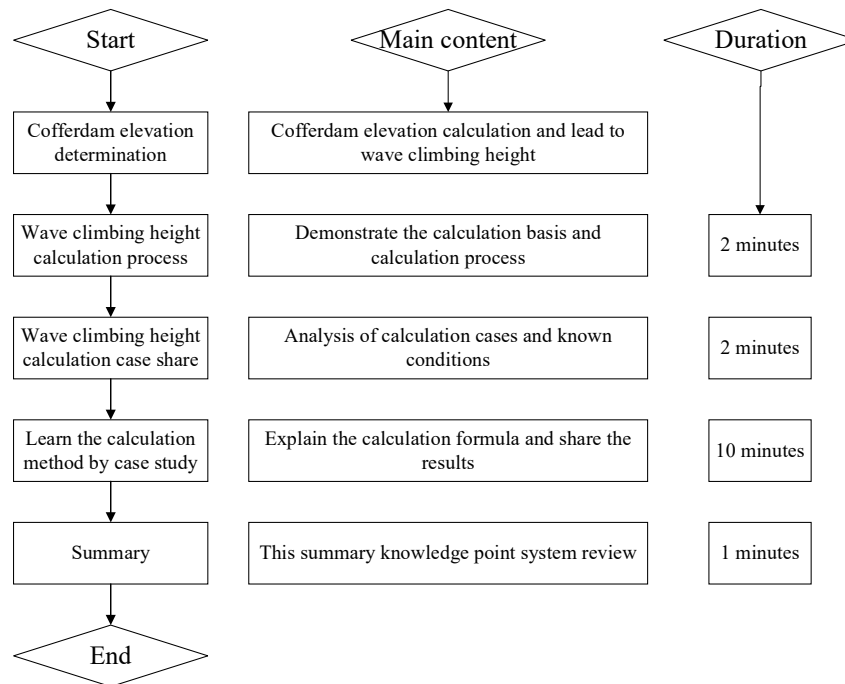 Start
Main content
Duration
Cofferdam elevation
determination
Cofferdam elevation calculation and lead to
wave climbing height
Wave climbing height
calculation process
Demonstrate the calculation basis and
calculation process
2 minutes
Wave climbing height
calculation case share
Analysis of calculation cases and known
conditions
2 minutes
Learn the calculation
method by case study
Explain the calculation formula and share the
results
10 minutes
Summary
This summary knowledge point system review
1 minutes
End